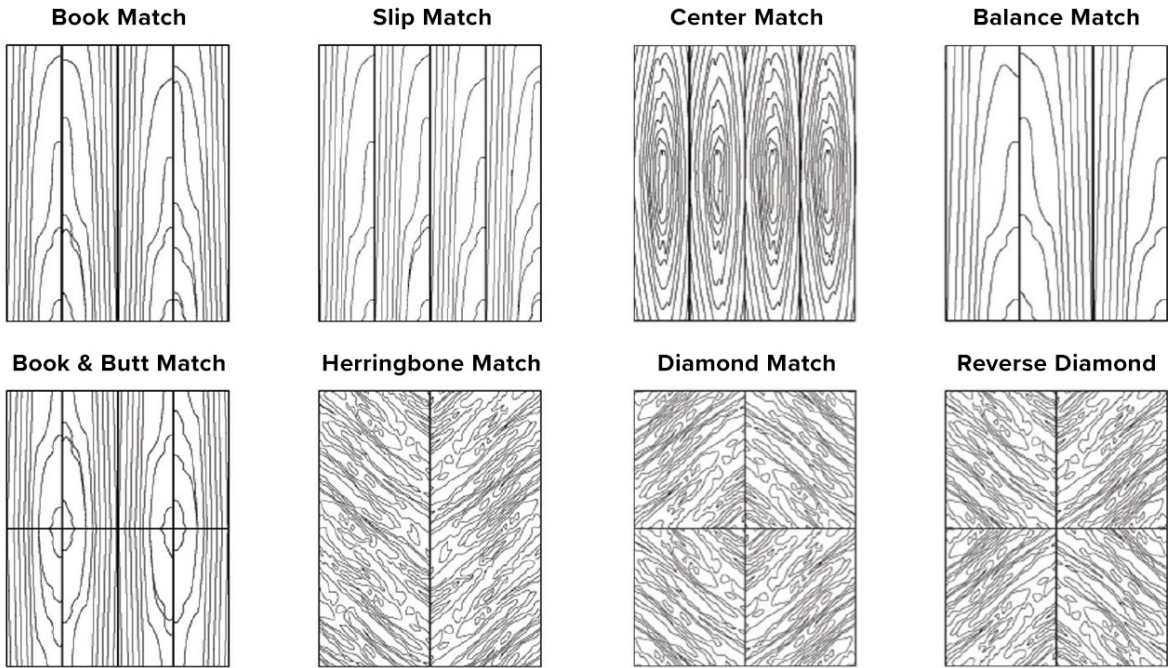 Book Match
Slip Match
Center Match
Balance Match
Book & Butt Match
Herringbone Match
Diamond Match
Reverse Diamond